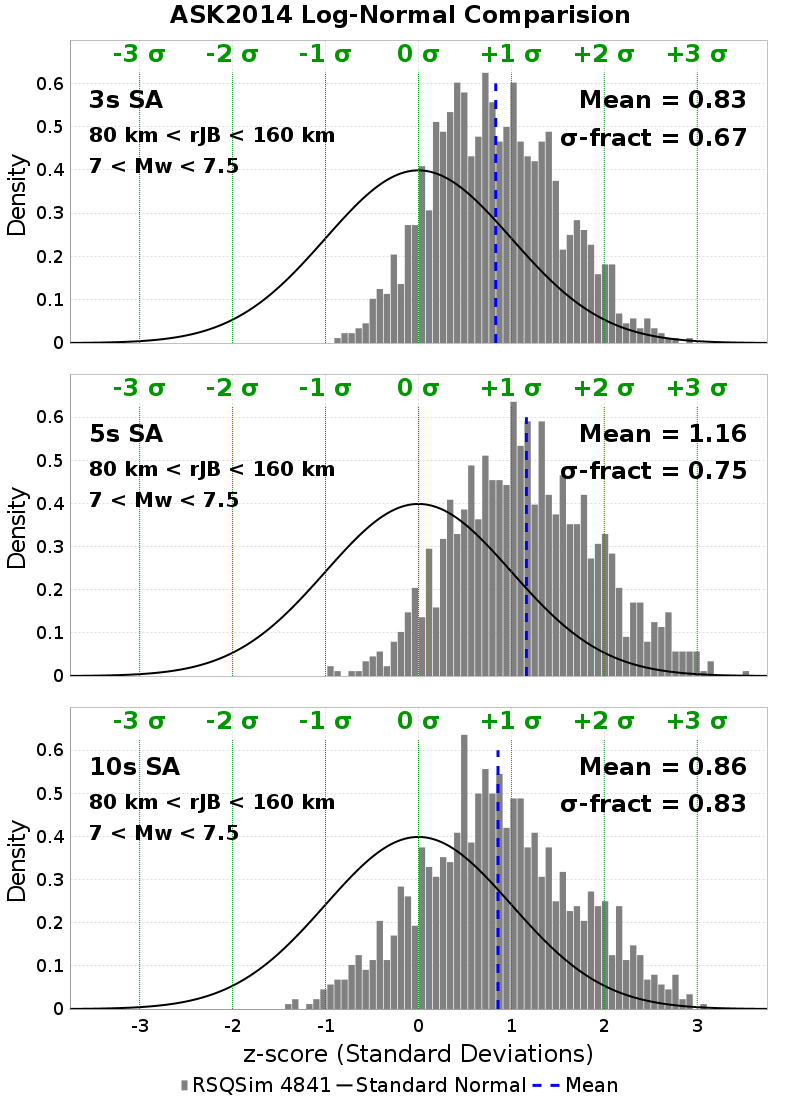 ASK2014 Log-Normal Comparision
-3 σ -2 σ -1 σ 0 σ +1 σ +2 σ +3 σ
3s SA
Mean = 0.83
80 km < rJB < 160 km
σ-fract = 0.67
7 < Mw < 7.5
Density
0.6
0.5
0.4
0.3
0.2
0.1
0
-3 σ -2 σ -1 σ 0 σ +1 σ +2 σ +3 σ
5s SA
Mean = 1.16
80 km < rJB < 160 km
σ-fract = 0.75
7 < Mw < 7.5
Density
0.6
0.5
0.4
0.3
0.2
0.1
0
-3 σ -2 σ -1 σ 0 σ +1 σ +2 σ +3 σ
10s SA
Mean = 0.86
80 km < rJB < 160 km
σ-fract = 0.83
7 < Mw < 7.5
Density
0.6
0.5
0.4
0.3
0.2
0.1
0
-3 -2 -1 0 1 2 3
z-score (Standard Deviations)
RSQSim 4841 Standard Normal Mean